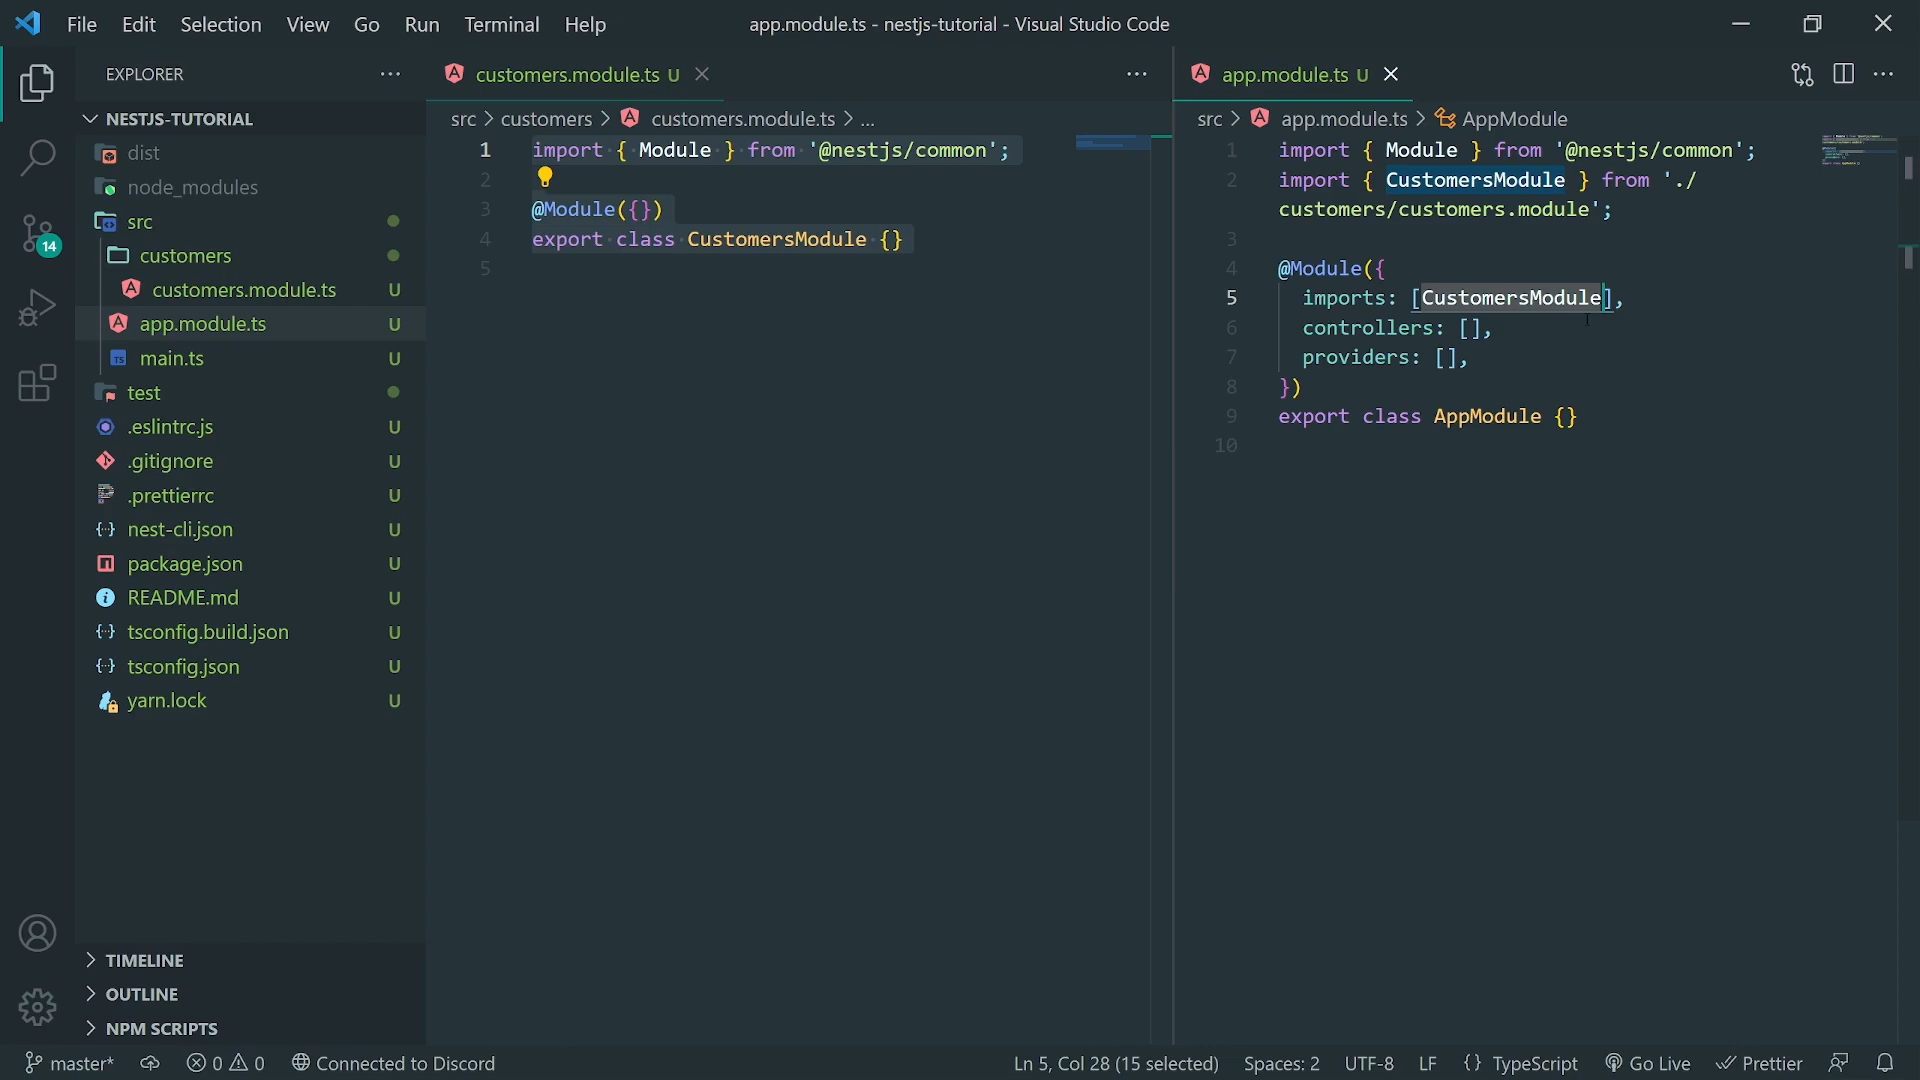 File Edit Selection View Go Run Terminal Help
app.module.ts - nestjs-tutorial - Visual Studio Code
EXPLORER
NESTJS-TUTORIAL
dist
node_modules
src
customers
customers.module.ts U
app.module.ts U
main.ts U
test
.eslintrc.js U
.gitignore U
.prettierrc U
nest-cli.json U
package.json U
README.md U
tsconfig.build.json U
tsconfig.json U
yarn.lock U
TIMELINE
OUTLINE
NPM SCRIPTS
14
customers.module.ts U
src > customers > customers.module.ts > ...
1 import { Module } from '@nestjs/common';
2
3 @Module({})
4 export class CustomersModule {}
5
app.module.ts U
src > app.module.ts > AppModule
1 import { Module } from '@nestjs/common';
2 import { CustomersModule } from './
customers/customers.module';
3
4 @Module({
5 imports: [CustomersModule],
6 controllers: [],
7 providers: [],
8 })
9 export class AppModule {}
10
master* 0 0 Connected to Discord Ln 5, Col 28 (15 selected) Spaces: 2 UTF-8 LF {} TypeScript Go Live Prettier